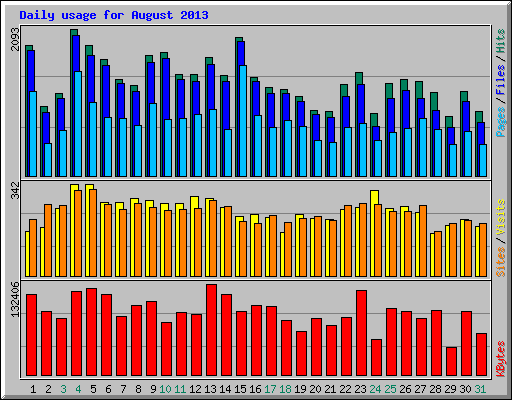 Daily usage for August 2013
2093
Pages / Files / Hits
342
Sites / Visits
132406
KBytes
1 2 3 4 5 6 7 8 9 10 11 12 13 14 15 16 17 18 19 20 21 22 23 24 25 26 27 28 29 30 31